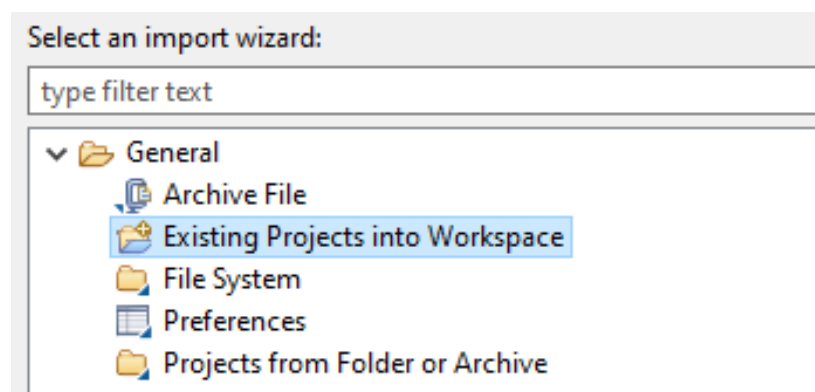 Select an import wizard:
type filter text
General
Archive File
Existing Projects into Workspace
File System
Preferences
Projects from Folder or Archive